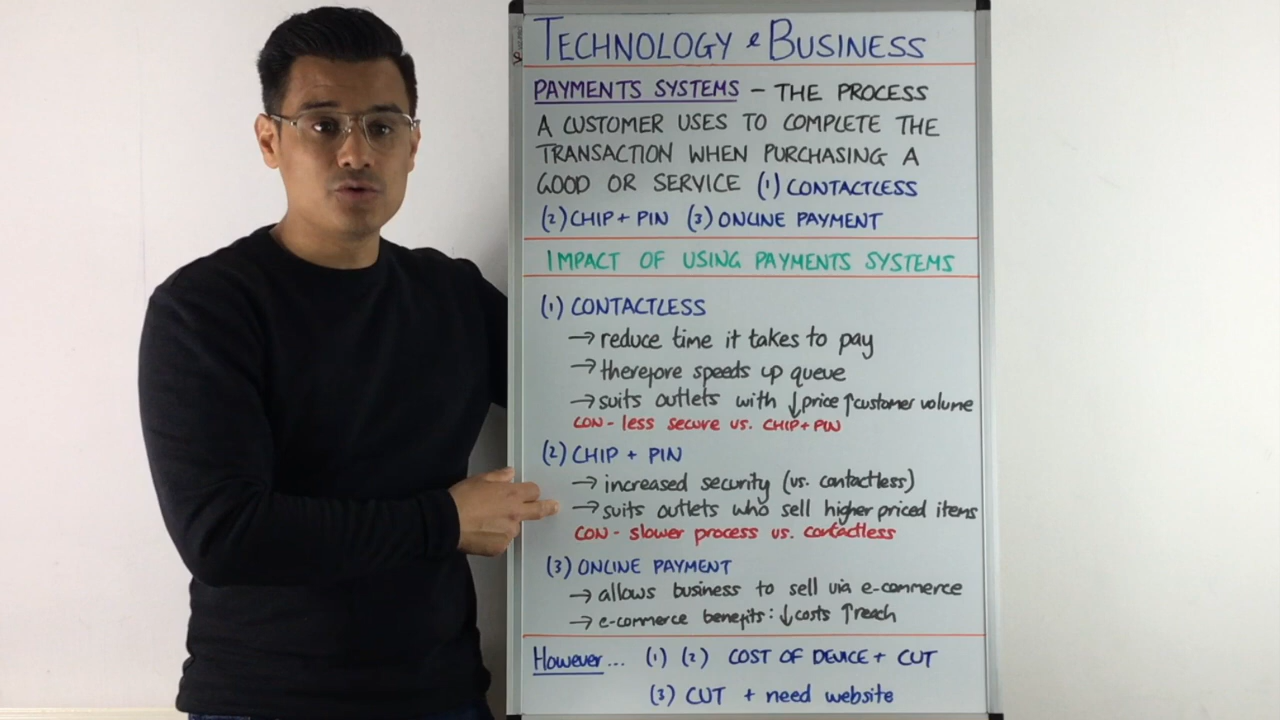 TECHNOLOGY & BUSINESS
PAYMENTS SYSTEMS – THE PROCESS
A CUSTOMER USES TO COMPLETE THE
TRANSACTION WHEN PURCHASING A
GOOD OR SERVICE (1) CONTACTLESS
(2) CHIP + PIN (3) ONLINE PAYMENT
IMPACT OF USING PAYMENTS SYSTEMS
(1) CONTACTLESS
→ reduce time it takes to pay
→ therefore speeds up queue
→ suits outlets with ↓price ↑customer volume
CON - less secure vs. CHIP + PIN
(2) CHIP + PIN
→ increased security (vs. contactless)
→ suits outlets who sell higher priced items
CON - slower process vs. contactless
(3) ONLINE PAYMENT
→ allows business to sell via e-commerce
→ e-commerce benefits: ↓costs ↑reach
However... (1) (2) COST OF DEVICE + CUT
(3) CUT + need website